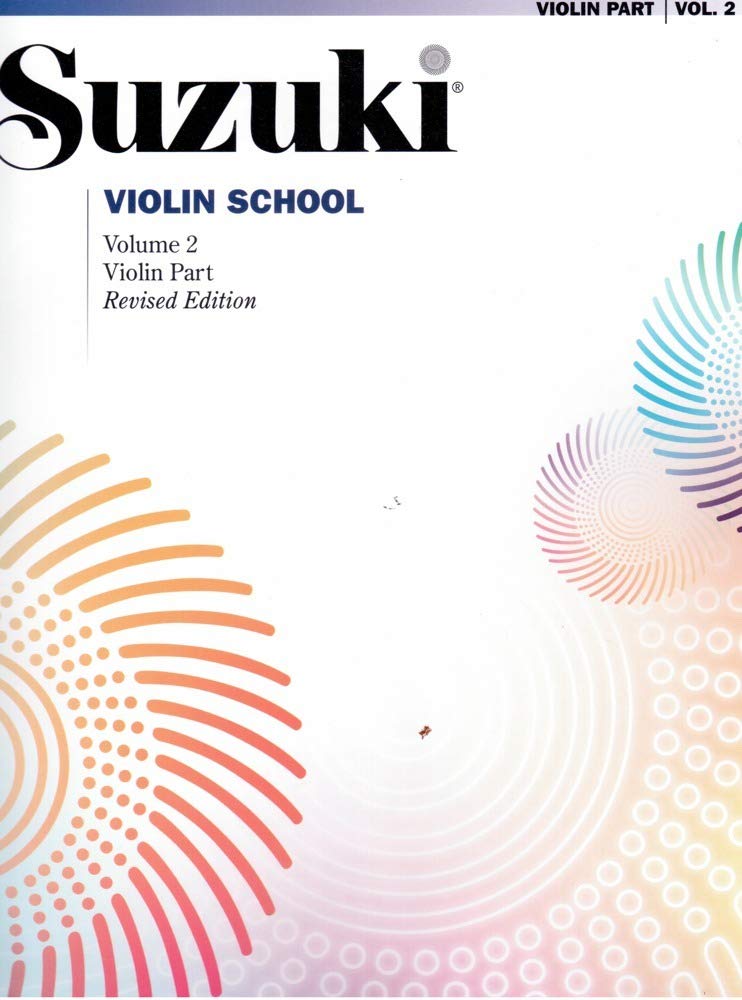 VIOLIN PART | VOL. 2
Suzuki®
VIOLIN SCHOOL
Volume 2
Violin Part
Revised Edition